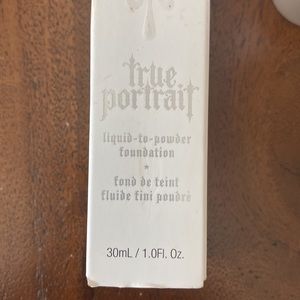 true
portrait
liquid-to-powder
foundation
*
fond de teint
fluide fini poudré
30mL / 1.0Fl. Oz.